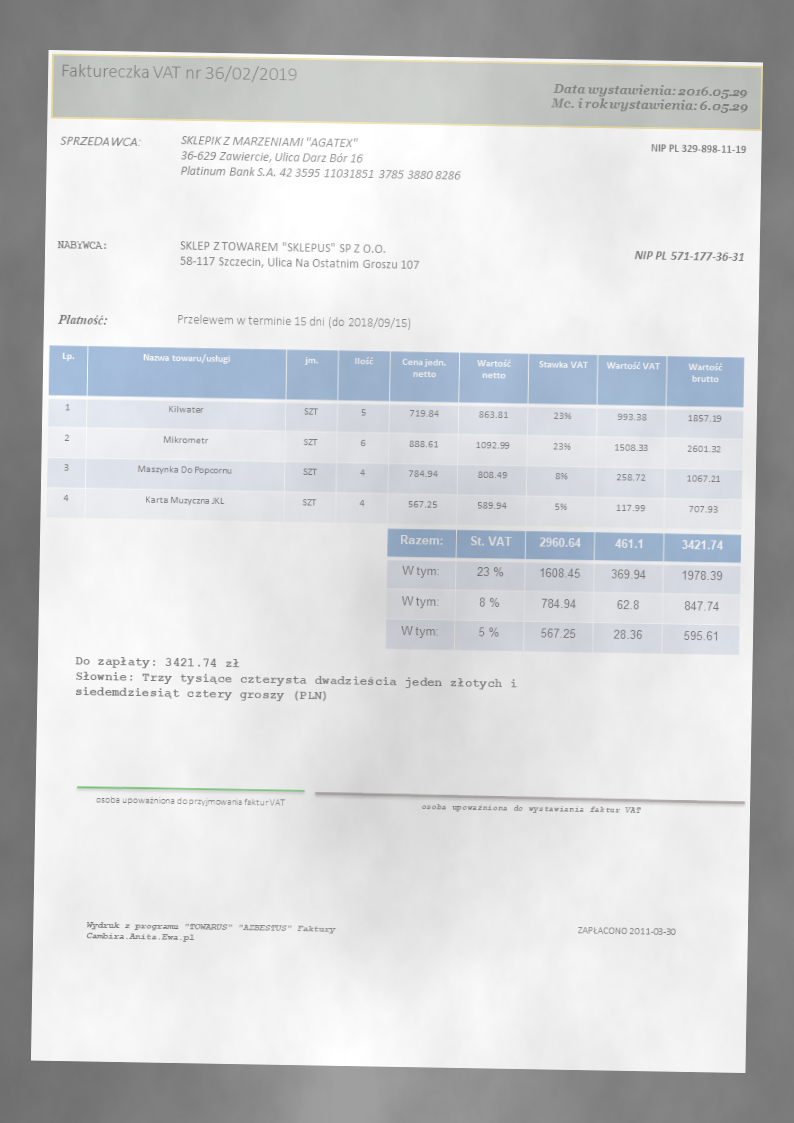 Faktureczka VAT nr 36/02/2019
Data wystawienia: 2016.05.29
Mc. i rok wystawienia: 6.05.29
SPRZEDAWCA:
SKLEPIK Z MARZENIAMI "AGATEX"
36-629 Zawiercie, Ulica Darz Bór 16
Platinum Bank S.A. 42 3595 11031851 3785 3880 8286
NIP PL 329-898-11-19
NABYWCA:
SKLEP Z TOWAREM "SKLEPUS" SP Z O.O.
58-117 Szczecin, Ulica Na Ostatnim Groszu 107
NIP PL 571-177-36-31
Płatność:
Przelewem w terminie 15 dni (do 2018/09/15)
Lp. Nazwa towaru/usługi jm. Ilość Cena jedn. netto Wartość netto Stawka VAT Wartość VAT Wartość brutto
1 Kilwater SZT 5 719.84 863.81 23% 993.38 1857.19
2 Mikrometr SZT 6 888.61 1092.99 23% 1508.33 2601.32
3 Maszynka Do Popcornu SZT 4 784.94 808.49 8% 258.72 1067.21
4 Karta Muzyczna JKL SZT 4 567.25 589.94 5% 117.99 707.93
Razem: St. VAT 2960.64 461.1 3421.74
W tym: 23 % 1608.45 369.94 1978.39
W tym: 8 % 784.94 62.8 847.74
W tym: 5 % 567.25 28.36 595.61
Do zapłaty: 3421.74 zł
Słownie: Trzy tysiące czterysta dwadzieścia jeden złotych i
siedemdziesiąt cztery groszy (PLN)
osoba upoważniona do przyjmowania faktur VAT
osoba upoważniona do wystawiania faktur VAT
Wydruk z programu "TOWARUS" "AZBESTUS" Faktury
Cambira.Anita.Ewa.pl
ZAPŁACONO 2011-03-30